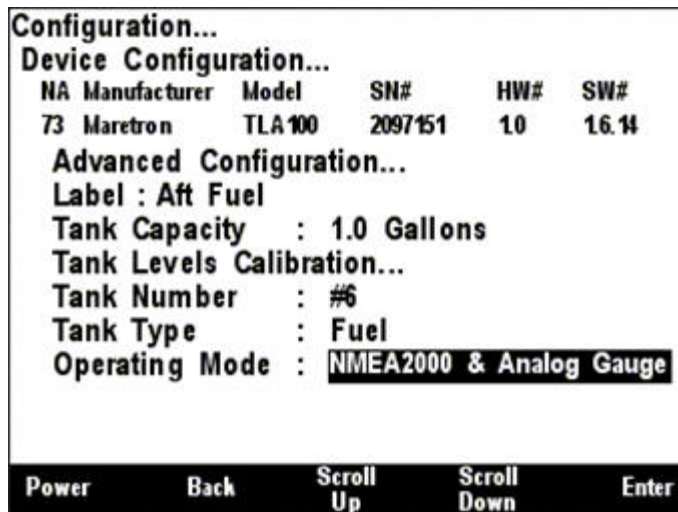 Configuration...
Device Configuration...
NA Manufacturer Model SN# HW# SW#
73 Maretron TLA100 2097151 1.0 1.6.14
Advanced Configuration...
Label : Aft Fuel
Tank Capacity : 1.0 Gallons
Tank Levels Calibration...
Tank Number : #6
Tank Type : Fuel
Operating Mode : NMEA2000 & Analog Gauge
Power Back Scroll Up Scroll Down Enter